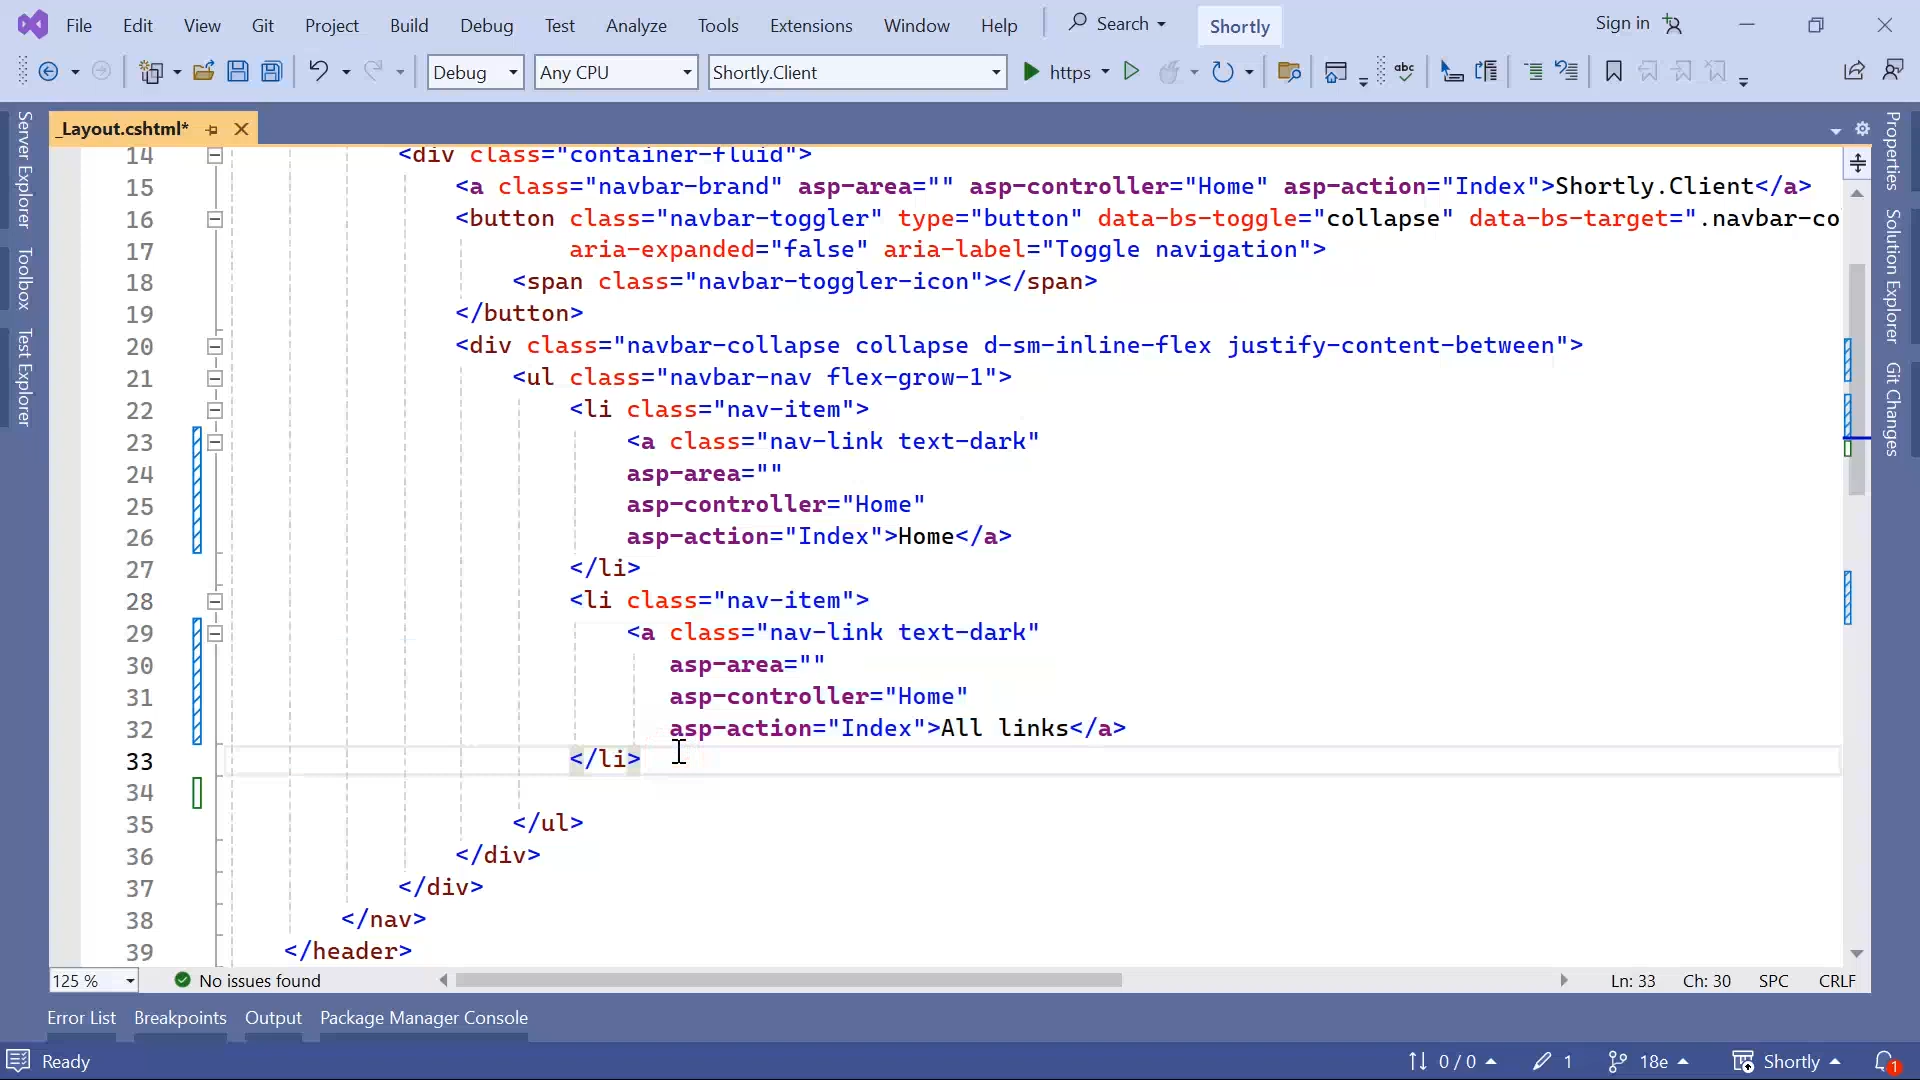 File Edit View Git Project Build Debug Test Analyze Tools Extensions Window Help Search Shortly Sign in
Debug Any CPU Shortly.Client https abc
_Layout.cshtml*
Server Explorer
Toolbox
Test Explorer
14 <div class="container-fluid">
15 <a class="navbar-brand" asp-area="" asp-controller="Home" asp-action="Index">Shortly.Client</a>
16 <button class="navbar-toggler" type="button" data-bs-toggle="collapse" data-bs-target=".navbar-co
17 aria-expanded="false" aria-label="Toggle navigation">
18 <span class="navbar-toggler-icon"></span>
19 </button>
20 <div class="navbar-collapse collapse d-sm-inline-flex justify-content-between">
21 <ul class="navbar-nav flex-grow-1">
22 <li class="nav-item">
23 <a class="nav-link text-dark"
24 asp-area=""
25 asp-controller="Home"
26 asp-action="Index">Home</a>
27 </li>
28 <li class="nav-item">
29 <a class="nav-link text-dark"
30 asp-area=""
31 asp-controller="Home"
32 asp-action="Index">All links</a>
33 </li>
34
35 </ul>
36 </div>
37 </div>
38 </nav>
39 </header>
Properties
Solution Explorer
Git Changes
125 % No issues found Ln: 33 Ch: 30 SPC CRLF
Error List Breakpoints Output Package Manager Console
Ready 0 / 0 1 18e Shortly 1